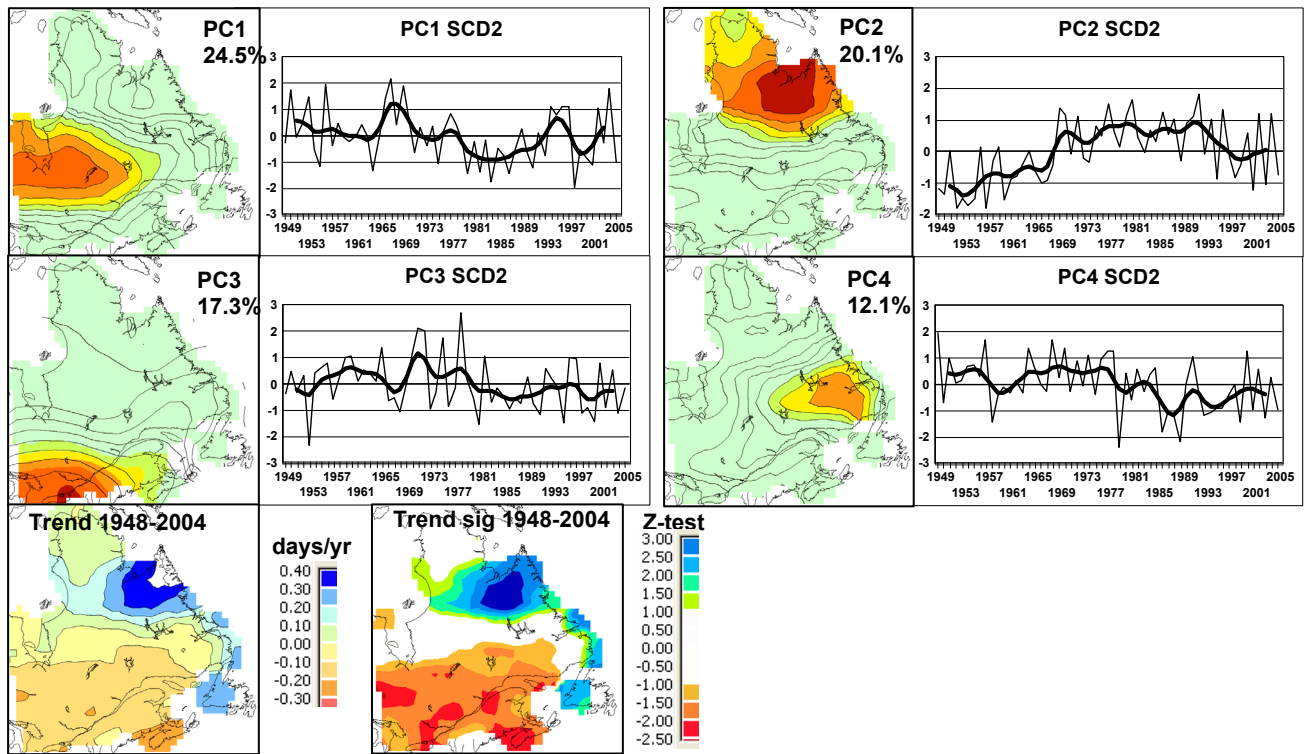 PC1
24.5%
PC1 SCD2
3
2
1
0
-1
-2
-3
1949 1957 1965 1973 1981 1989 1997 2005
1953 1961 1969 1977 1985 1993 2001
PC2
20.1%
PC2 SCD2
3
2
1
0
-1
-2
1949 1957 1965 1973 1981 1989 1997 2005
1953 1961 1969 1977 1985 1993 2001
PC3
17.3%
PC3 SCD2
3
2
1
0
-1
-2
-3
1949 1957 1965 1973 1981 1989 1997 2005
1953 1961 1969 1977 1985 1993 2001
PC4
12.1%
PC4 SCD2
3
2
1
0
-1
-2
-3
1949 1957 1965 1973 1981 1989 1997 2005
1953 1961 1969 1977 1985 1993 2001
Trend 1948-2004
days/yr
0.40
0.30
0.20
0.10
0.00
-0.10
-0.20
-0.30
Trend sig 1948-2004
Z-test
3.00
2.50
2.00
1.50
1.00
0.50
0.00
-0.50
-1.00
-1.50
-2.00
-2.50